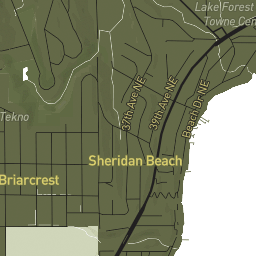 Lake Forest
Towne Cen
37th Ave NE
39th Ave NE
Beach Dr NE
Tekno
Sheridan Beach
Briarcrest